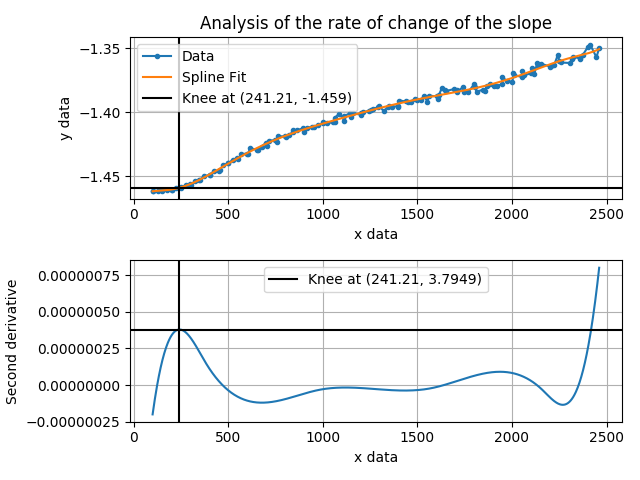 Analysis of the rate of change of the slope
y data
−1.35
−1.40
−1.45
Data
Spline Fit
Knee at (241.21, -1.459)
0 500 1000 1500 2000 2500
x data
Second derivative
0.00000075
0.00000050
0.00000025
0.00000000
−0.00000025
Knee at (241.21, 3.7949)
0 500 1000 1500 2000 2500
x data